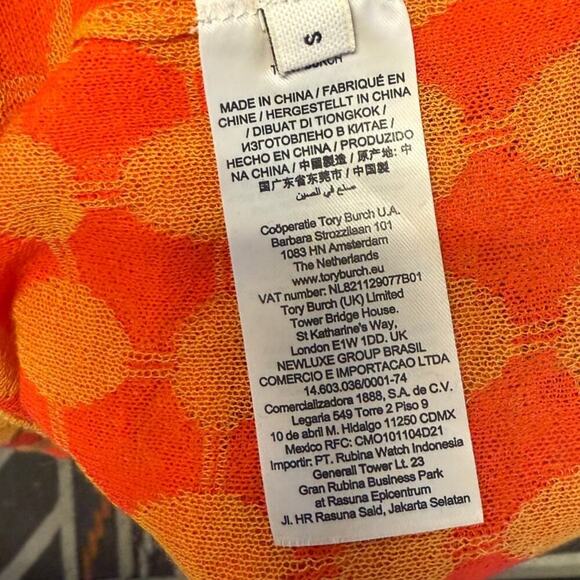 S
MADE IN CHINA / FABRIQUÉ EN
CHINE / HERGESTELLT IN CHINA
/ DIBUAT DI TIONGKOK /
ИЗГОТОВЛЕНО В КИТАЕ /
HECHO EN CHINA / PRODUZIDO
NA CHINA / 中國製造 / 原产地: 中
国广东省东莞市 / 中国製
صنع في الصين
Coöperatie Tory Burch U.A.
Barbara Strozzilaan 101
1083 HN Amsterdam
The Netherlands
www.toryburch.eu
VAT number: NL821129077B01
Tory Burch (UK) Limited
Tower Bridge House.
St Katharine's Way,
London E1W 1DD. UK
NEWLUXE GROUP BRASIL
COMERCIO E IMPORTACAO LTDA
14.603.036/0001-74
Comercializadora 1888, S.A. de C.V.
Legaria 549 Torre 2 Piso 9
10 de abril M. Hidalgo 11250 CDMX
Mexico RFC: CMO101104D21
Importir: PT. Rubina Watch Indonesia
Generali Tower Lt. 23
Gran Rubina Business Park
at Rasuna Epicentrum
Jl. HR Rasuna Said, Jakarta Selatan